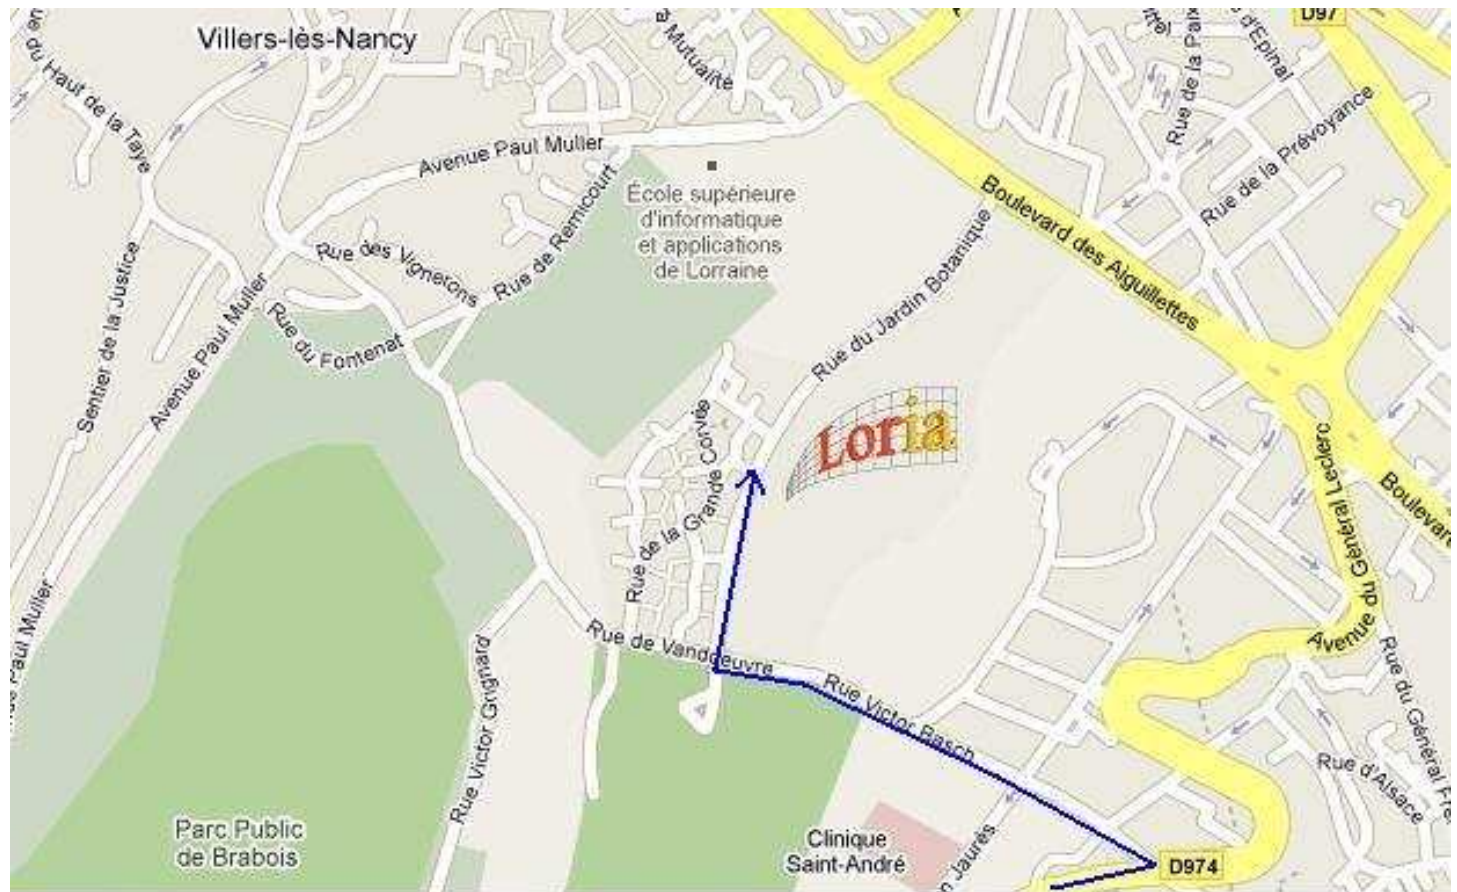 Villers-lès-Nancy
D97
du Haut de la Taye
Mutualité
Rue de la Paix
d'Epinal
Rue de la Prévoyance
Avenue Paul Muller
École supérieure
d'informatique
et applications
de Lorraine
Boulevard des Aiguillettes
Rue de Remicourt
Rue des Vignerons
Rue du Jardin Botanique
Sentier de la Justice
Avenue Paul Muller
Rue du Fontenat
Loria
Rue de la Grande Corvée
Avenue du Général Leclerc
Boulevar
Paul Muller
Rue de Vandoeuvre
Rue Victor Grignard
Rue Victor Basch
Rue du Général Fre
Rue d'Alsace
Parc Public
de Brabois
Clinique
Saint-André
n Jaurès
D974